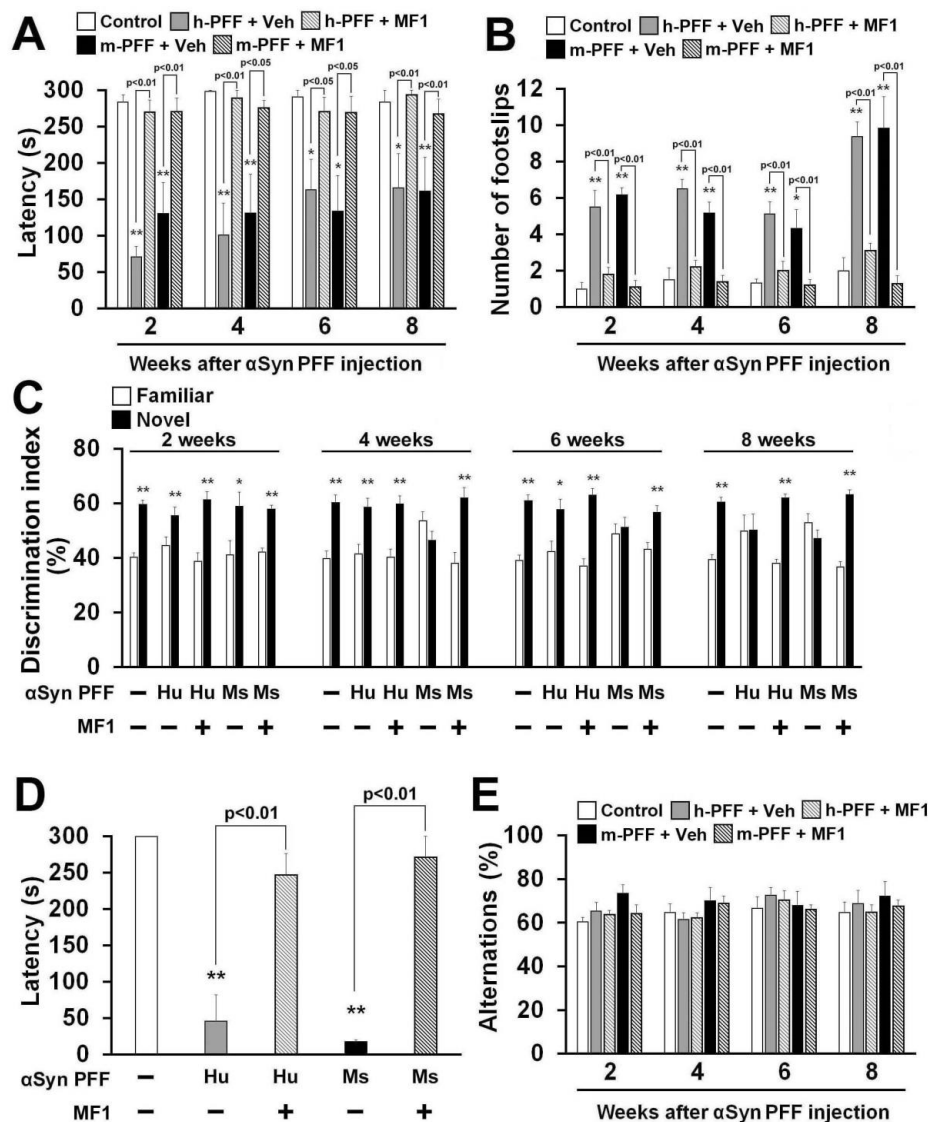 A
Control h-PFF + Veh h-PFF + MF1
m-PFF + Veh m-PFF + MF1
p<0.01 p<0.01 p<0.01 p<0.05 p<0.05 p<0.05 p<0.01 p<0.01
Latency (s)
300
250
200
150
100
50
0
** ** ** ** * * * **
2 4 6 8
Weeks after αSyn PFF injection
B
Control h-PFF + Veh h-PFF + MF1
m-PFF + Veh m-PFF + MF1
p<0.01 p<0.01 p<0.01 p<0.01 p<0.01 p<0.01 p<0.01 p<0.01
Number of footslips
12
10
8
6
4
2
0
** ** ** ** ** * ** **
2 4 6 8
Weeks after αSyn PFF injection
C
Familiar
Novel
2 weeks 4 weeks 6 weeks 8 weeks
Discrimination index
(%)
80
60
40
20
0
** ** ** * ** ** ** ** ** ** * ** ** ** ** **
αSyn PFF − Hu Hu Ms Ms − Hu Hu Ms Ms − Hu Hu Ms Ms − Hu Hu Ms Ms
MF1 − − + − + − − + − + − − + − + − − + − +
D
p<0.01 p<0.01
Latency (s)
300
250
200
150
100
50
0
** **
αSyn PFF − Hu Hu Ms Ms
MF1 − − + − +
E
Control h-PFF + Veh h-PFF + MF1
m-PFF + Veh m-PFF + MF1
Alternations (%)
100
80
60
40
20
0
2 4 6 8
Weeks after αSyn PFF injection